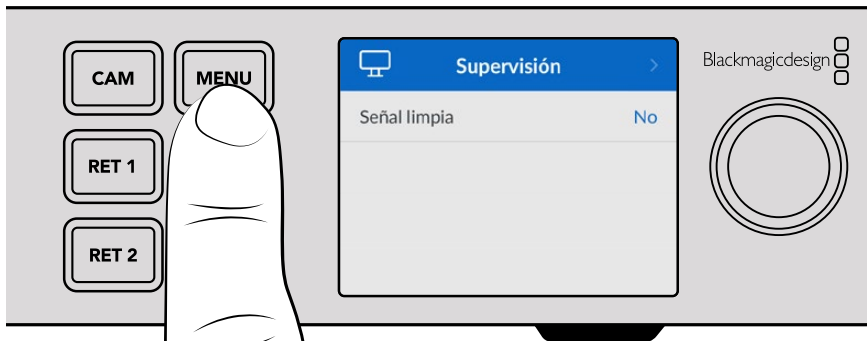 CAM
MENU
RET 1
RET 2
Supervisión
Señal limpia No
Blackmagicdesign